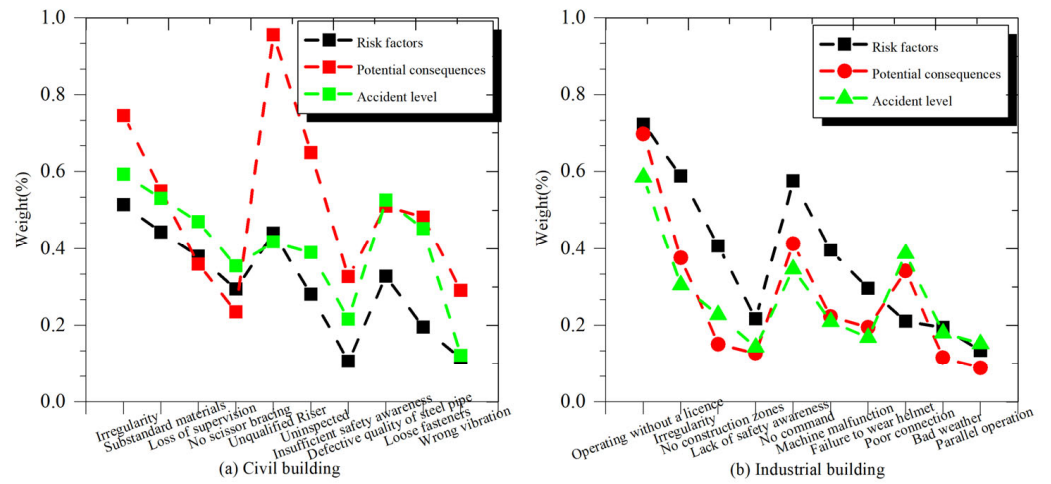 1.0
0.8
0.6
0.4
0.2
0.0
Weight(%)
Risk factors
Potential consequences
Accident level
Irregularity
Substandard materials
Loss of supervision
No scissor bracing
Unqualified Riser
Uninspected
Insufficient safety awareness
Defective quality of steel pipe
Loose fasteners
Wrong vibration
(a) Civil building
1.0
0.8
0.6
0.4
0.2
0.0
Weight(%)
Risk factors
Potential consequences
Accident level
Operating without a licence
Irregularity
No construction zones
Lack of safety awareness
No command
Machine malfunction
Failure to wear helmet
Poor connection
Bad weather
Parallel operation
(b) Industrial building